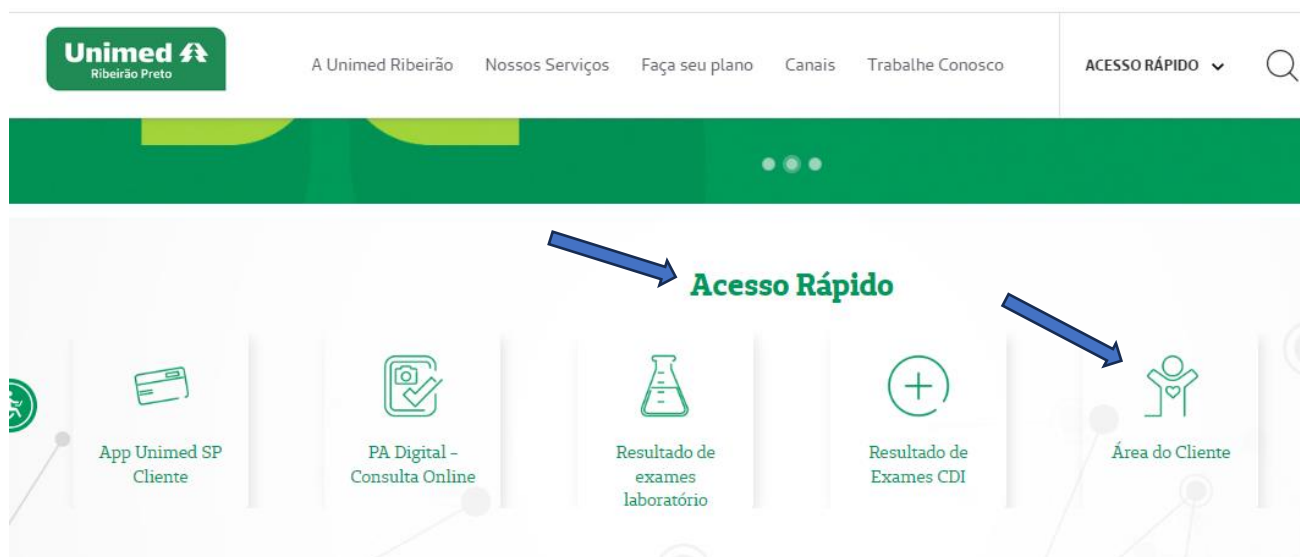 Unimed
Ribeirão Preto
A Unimed Ribeirão Nossos Serviços Faça seu plano Canais Trabalhe Conosco ACESSO RÁPIDO
Acesso Rápido
App Unimed SP
Cliente
PA Digital –
Consulta Online
Resultado de
exames
laboratório
Resultado de
Exames CDI
Área do Cliente